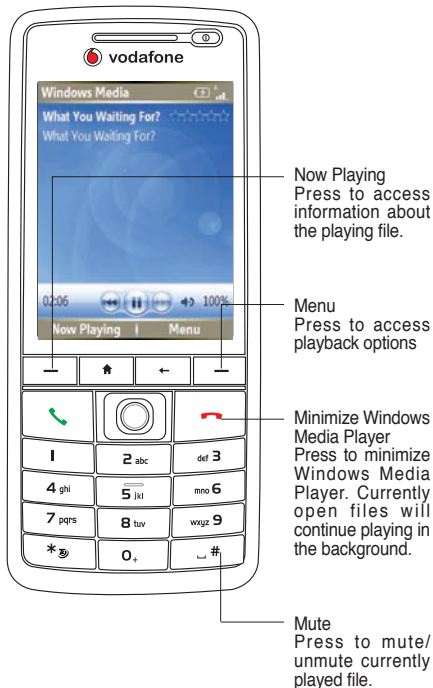 vodafone
Windows Media
What You Waiting For?
What You Waiting For?
02:06
100%
Now Playing
Menu
1
2 abc
def 3
4 ghi
5 jkl
mno 6
7 pqrs
8 tuv
wxyz 9
*
0+
#
Now Playing
Press to access
information about
the playing file.
Menu
Press to access
playback options
Minimize Windows
Media Player
Press to minimize
Windows Media
Player. Currently
open files will
continue playing in
the background.
Mute
Press to mute/
unmute currently
played file.